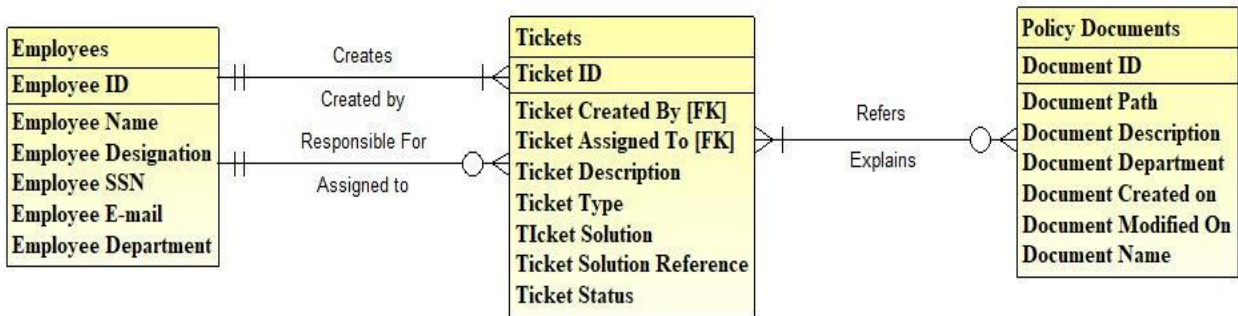 Employees
Employee ID
Employee Name
Employee Designation
Employee SSN
Employee E-mail
Employee Department
Creates
Created by
Responsible For
Assigned to
Tickets
Ticket ID
Ticket Created By [FK]
Ticket Assigned To [FK]
Ticket Description
Ticket Type
TIcket Solution
Ticket Solution Reference
Ticket Status
Refers
Explains
Policy Documents
Document ID
Document Path
Document Description
Document Department
Document Created on
Document Modified On
Document Name